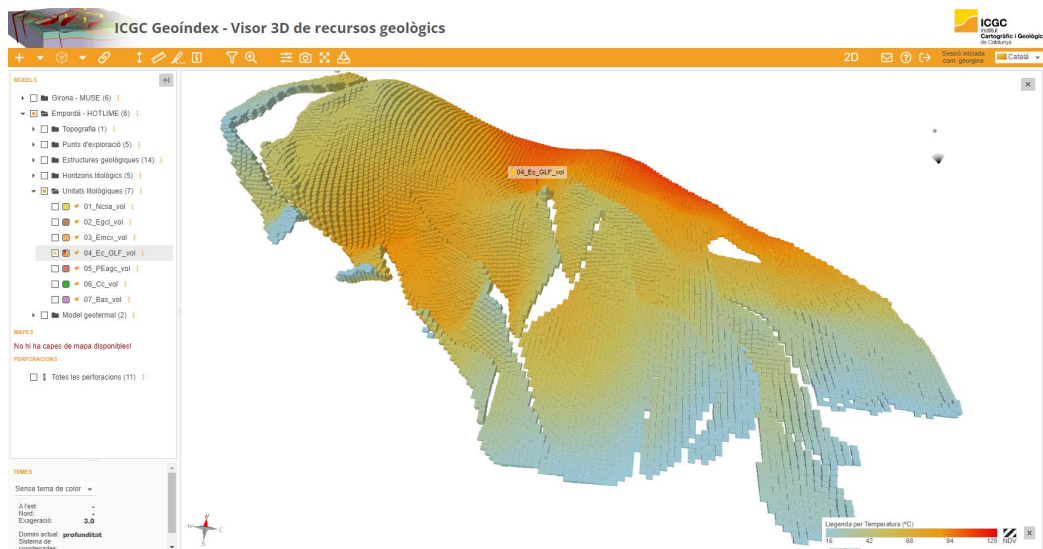 ICGC Geoíndex - Visor 3D de recursos geològics
ICGC
Institut
Cartogràfic i Geològic
de Catalunya
2D
Sessió iniciada
com: georgina
Català
MODELS
Girona - MUSE (6)
Empordà - HOTLIME (6)
Topografia (1)
Punts d'exploració (5)
Estructures geològiques (14)
Horitzons litològics (5)
Unitats litològiques (7)
01_Ncsa_vol
02_Egcl_vol
03_Emcx_vol
04_Ec_GLF_vol
05_PEagc_vol
06_Cc_vol
07_Bas_vol
Model geotermal (2)
MAPES
No hi ha capes de mapa disponibles!
PERFORACIONS
Totes les perforacions (11)
TEMES
Sense tema de color
A l'est: -
Nord: -
Exageració: 3.0
Domini actual: profunditat
Sistema de
coordenades:
04_Ec_GLF_vol
W
S
Llegenda per Temperatura (ºC)
16 42 68 94 120 NDV